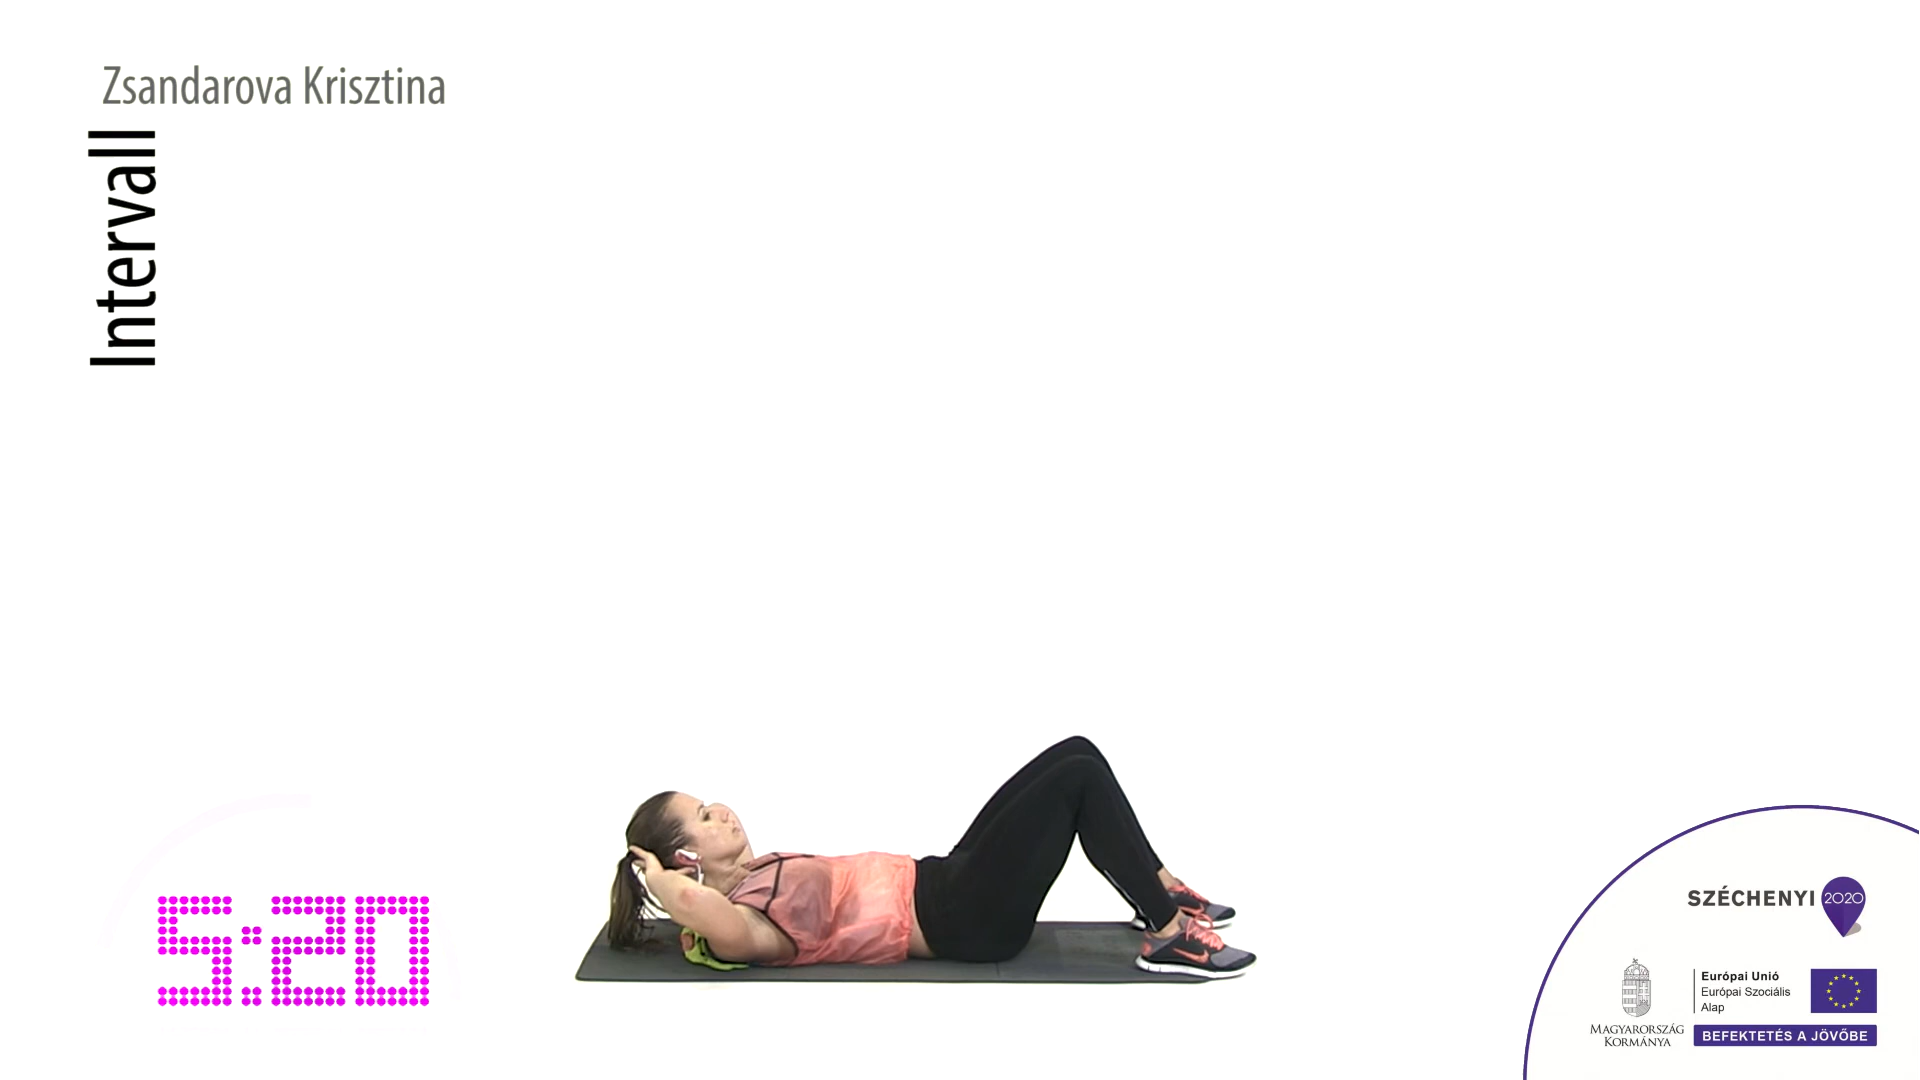 Zsandarova Krisztina
Intervall
5:20
SZÉCHENYI 2020
MAGYARORSZÁG
KORMÁNYA
Európai Unió
Európai Szociális
Alap
BEFEKTETÉS A JÖVŐBE